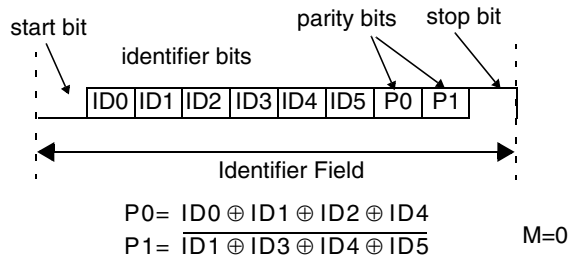 start bit
parity bits
stop bit
identifier bits
ID0 ID1 ID2 ID3 ID4 ID5 P0 P1
Identifier Field
P0= ID0 ⊕ ID1 ⊕ ID2 ⊕ ID4
P1= \overline{ID1 ⊕ ID3 ⊕ ID4 ⊕ ID5}
M=0